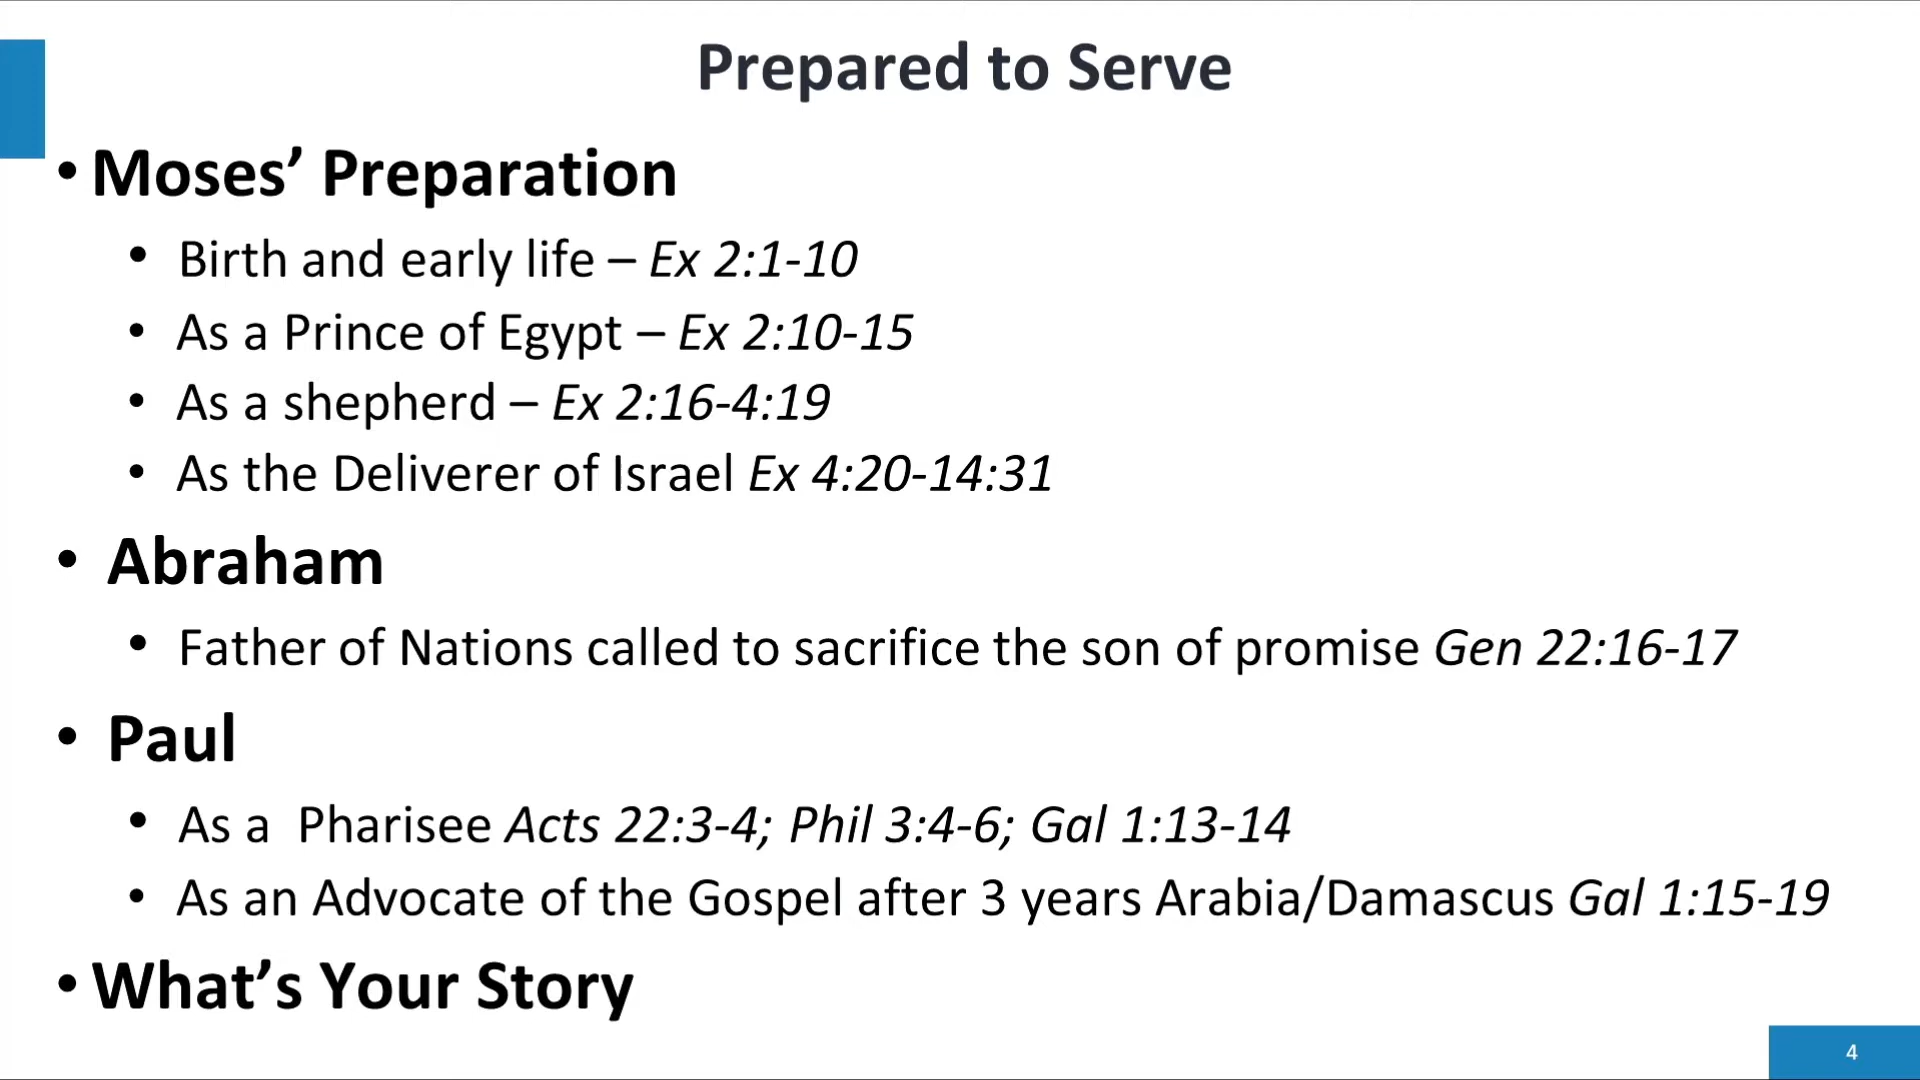 Prepared to Serve
• Moses’ Preparation
• Birth and early life – Ex 2:1-10
• As a Prince of Egypt – Ex 2:10-15
• As a shepherd – Ex 2:16-4:19
• As the Deliverer of Israel Ex 4:20-14:31
• Abraham
• Father of Nations called to sacrifice the son of promise Gen 22:16-17
• Paul
• As a  Pharisee Acts 22:3-4; Phil 3:4-6; Gal 1:13-14
• As an Advocate of the Gospel after 3 years Arabia/Damascus Gal 1:15-19
• What’s Your Story
4